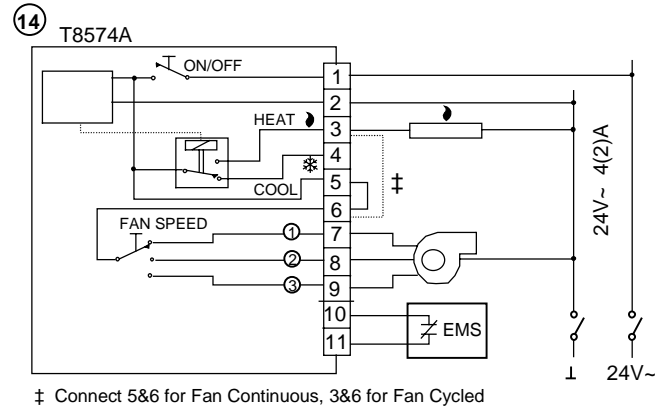 14
T8574A
ON/OFF
1
2
HEAT 3
4
COOL 5
‡
6
FAN SPEED
1 7
2 8
3 9
10
11
EMS
24V~ 4(2)A
⊥ 24V~
‡ Connect 5&6 for Fan Continuous, 3&6 for Fan Cycled